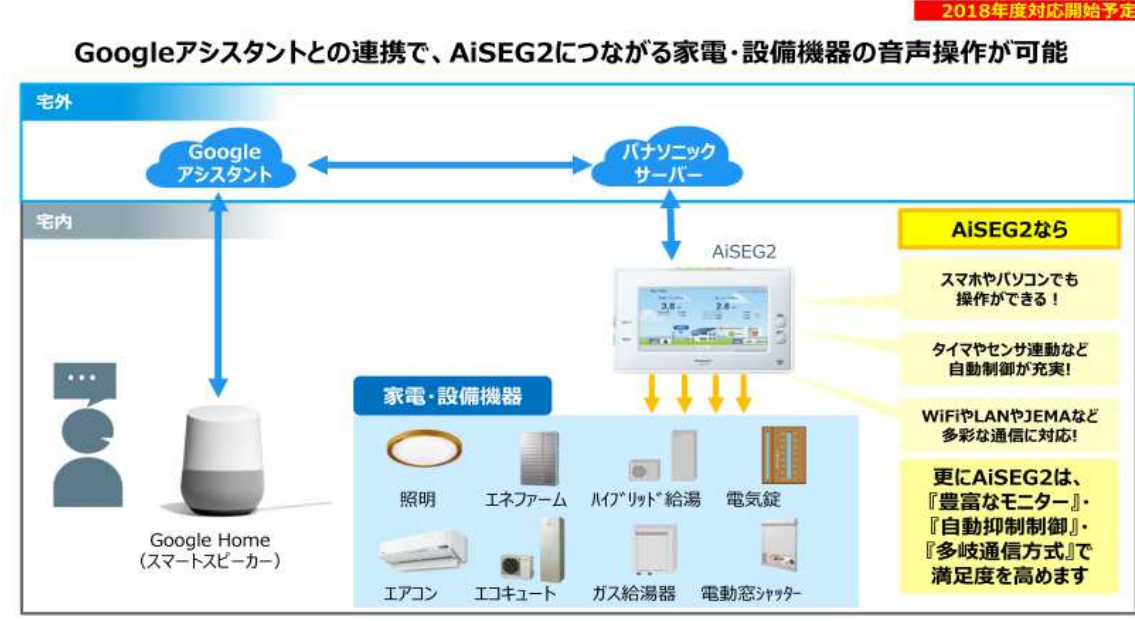 2018年度対応開始予定
Googleアシスタントとの連携で、AiSEG2につながる家電・設備機器の音声操作が可能
宅外
Google
アシスタント
パナソニック
サーバー
宅内
AiSEG2
AiSEG2なら
スマホやパソコンでも
操作ができる！
タイマやセンサ連動など
自動制御が充実!
WiFiやLANやJEMAなど
多彩な通信に対応!
更にAiSEG2は、
『豊富なモニター』・
『自動抑制制御』・
『多岐通信方式』で
満足度を高めます
Google Home
（スマートスピーカー）
家電・設備機器
照明
エネファーム
ﾊｲﾌﾞﾘｯﾄﾞ給湯
電気錠
エアコン
エコキュート
ガス給湯器
電動窓ｼｬｯﾀｰ